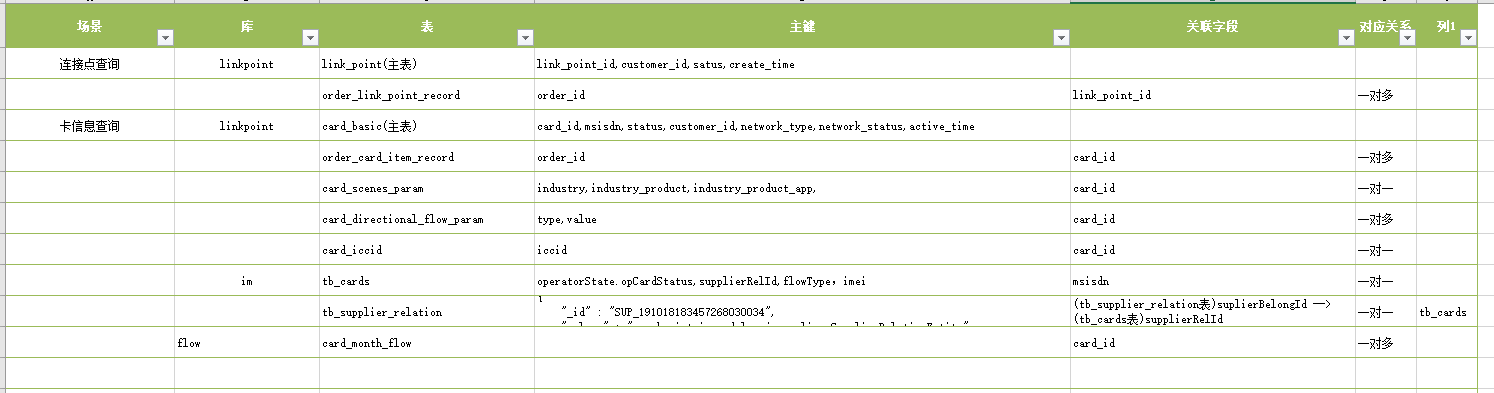 场景 库 表 主键 关联字段 对应关系 列1
连接点查询 linkpoint link_point(主表) link_point_id,customer_id,satus,create_time
order_link_point_record order_id link_point_id 一对多
卡信息查询 linkpoint card_basic(主表) card_id,msisdn,status,customer_id,network_type,network_status,active_time
order_card_item_record order_id card_id 一对多
card_scenes_param industry,industry_product,industry_product_app, card_id 一对一
card_directional_flow_param type,value card_id 一对多
card_iccid iccid card_id 一对一
im tb_cards operatorState.opCardStatus,supplierRelId,flowType，imei msisdn 一对一
tb_supplier_relation "_id" : "SUP_191018183457268030034", (tb_supplier_relation表)suplierBelongId —>
(tb_cards表)supplierRelId 一对一 tb_cards
flow card_month_flow card_id 一对多